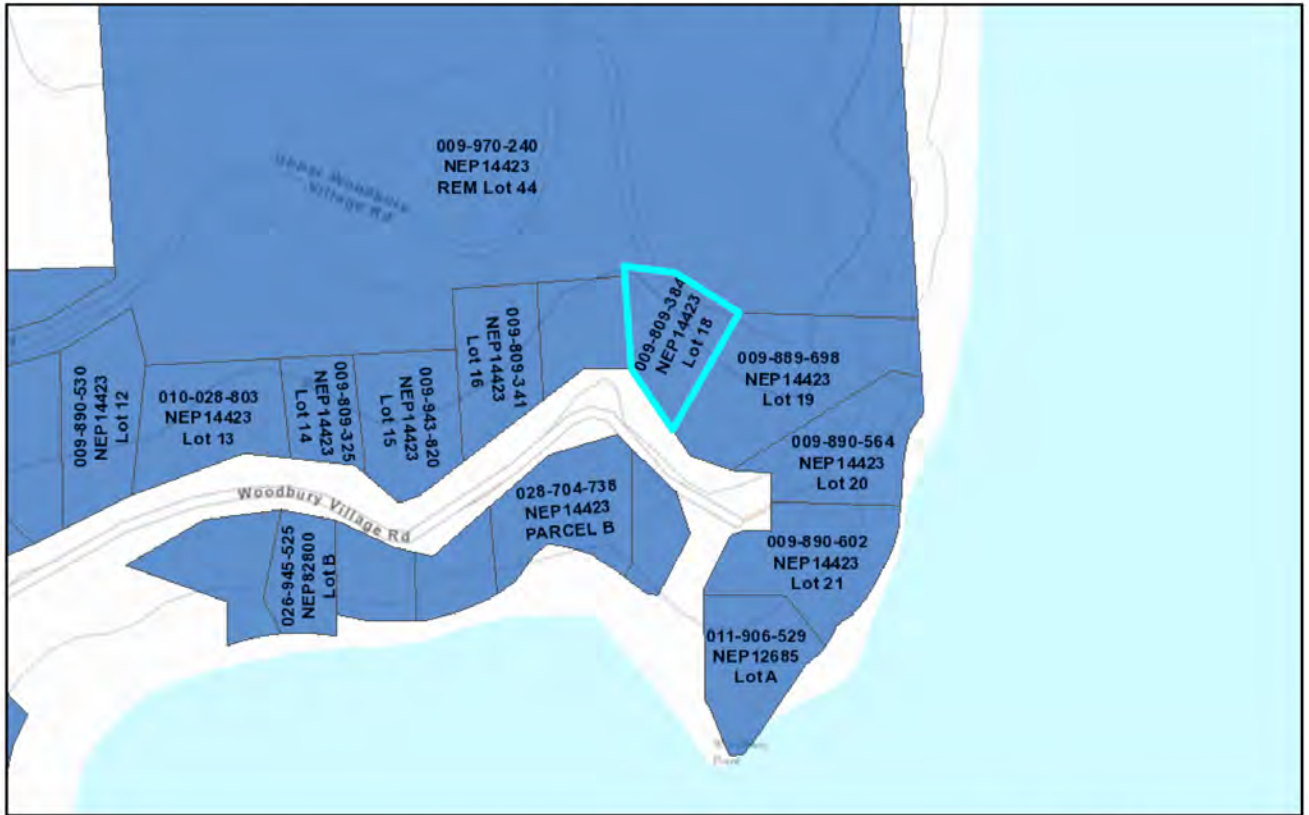 009-970-240
NEP14423
REM Lot 44
Upper Woodbury
Village Rd
009-809-384
NEP14423
Lot 18
009-809-341
NEP14423
Lot 16
009-889-698
NEP14423
Lot 19
009-890-530
NEP14423
Lot 12
010-028-803
NEP14423
Lot 13
009-809-325
NEP14423
Lot 14
009-943-820
NEP14423
Lot 15
009-890-564
NEP14423
Lot 20
Woodbury Village Rd
028-704-738
NEP14423
PARCEL B
026-945-525
NEP82800
Lot B
009-890-602
NEP14423
Lot 21
011-906-529
NEP12685
Lot A
Point